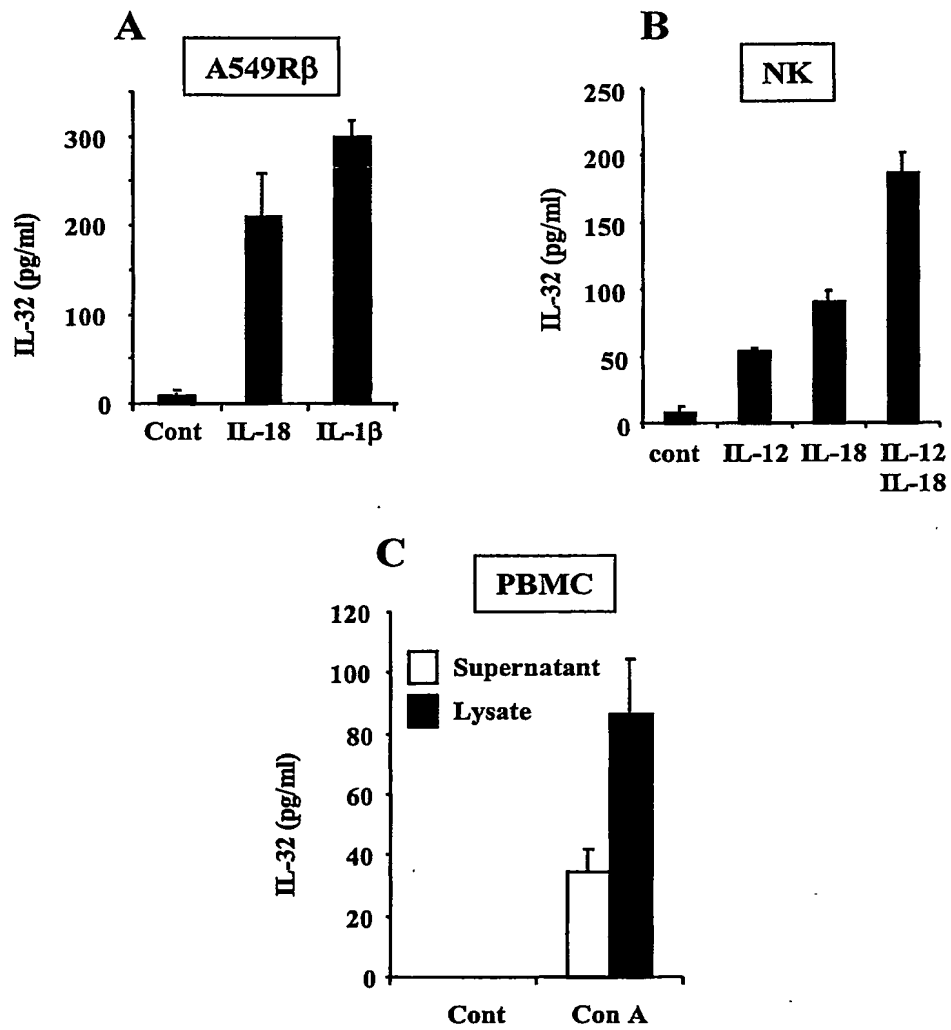 A
A549Rβ
IL-32 (pg/ml)
300
200
100
0
Cont IL-18 IL-1β
B
NK
IL-32 (pg/ml)
250
200
150
100
50
0
cont IL-12 IL-18 IL-12
IL-18
C
PBMC
IL-32 (pg/ml)
120
100
80
60
40
20
0
Supernatant
Lysate
Cont Con A